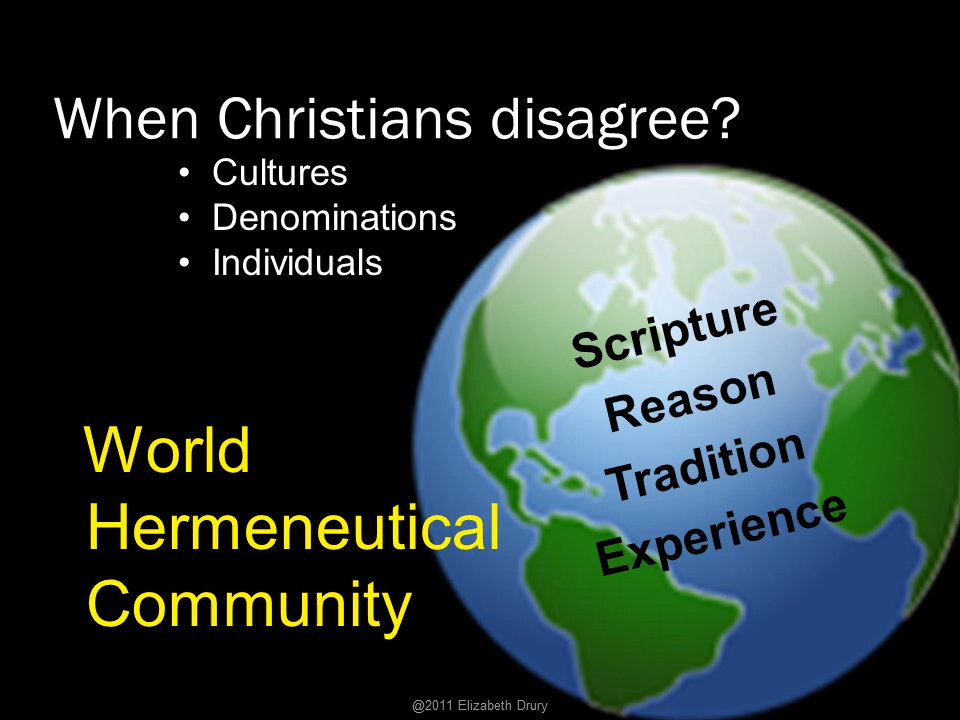 When Christians disagree?
• Cultures
• Denominations
• Individuals
Scripture
Reason
Tradition
Experience
World
Hermeneutical
Community
@2011 Elizabeth Drury